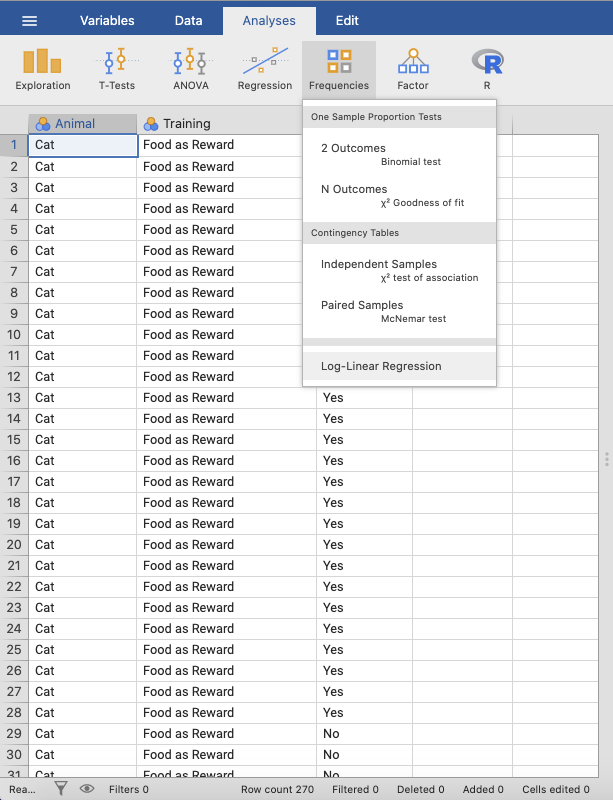 Variables Data Analyses Edit
Exploration T-Tests ANOVA Regression Frequencies Factor R
One Sample Proportion Tests
2 Outcomes
Binomial test
N Outcomes
χ² Goodness of fit
Contingency Tables
Independent Samples
χ² test of association
Paired Samples
McNemar test
Log-Linear Regression
Animal Training
1 Cat Food as Reward
2 Cat Food as Reward
3 Cat Food as Reward
4 Cat Food as Reward
5 Cat Food as Reward
6 Cat Food as Reward
7 Cat Food as Reward
8 Cat Food as Reward
9 Cat Food as Reward
10 Cat Food as Reward
11 Cat Food as Reward
12 Cat Food as Reward
13 Cat Food as Reward Yes
14 Cat Food as Reward Yes
15 Cat Food as Reward Yes
16 Cat Food as Reward Yes
17 Cat Food as Reward Yes
18 Cat Food as Reward Yes
19 Cat Food as Reward Yes
20 Cat Food as Reward Yes
21 Cat Food as Reward Yes
22 Cat Food as Reward Yes
23 Cat Food as Reward Yes
24 Cat Food as Reward Yes
25 Cat Food as Reward Yes
26 Cat Food as Reward Yes
27 Cat Food as Reward Yes
28 Cat Food as Reward Yes
29 Cat Food as Reward No
30 Cat Food as Reward No
31 Cat Food as Reward No
Rea... Filters 0 Row count 270 Filtered 0 Deleted 0 Added 0 Cells edited 0